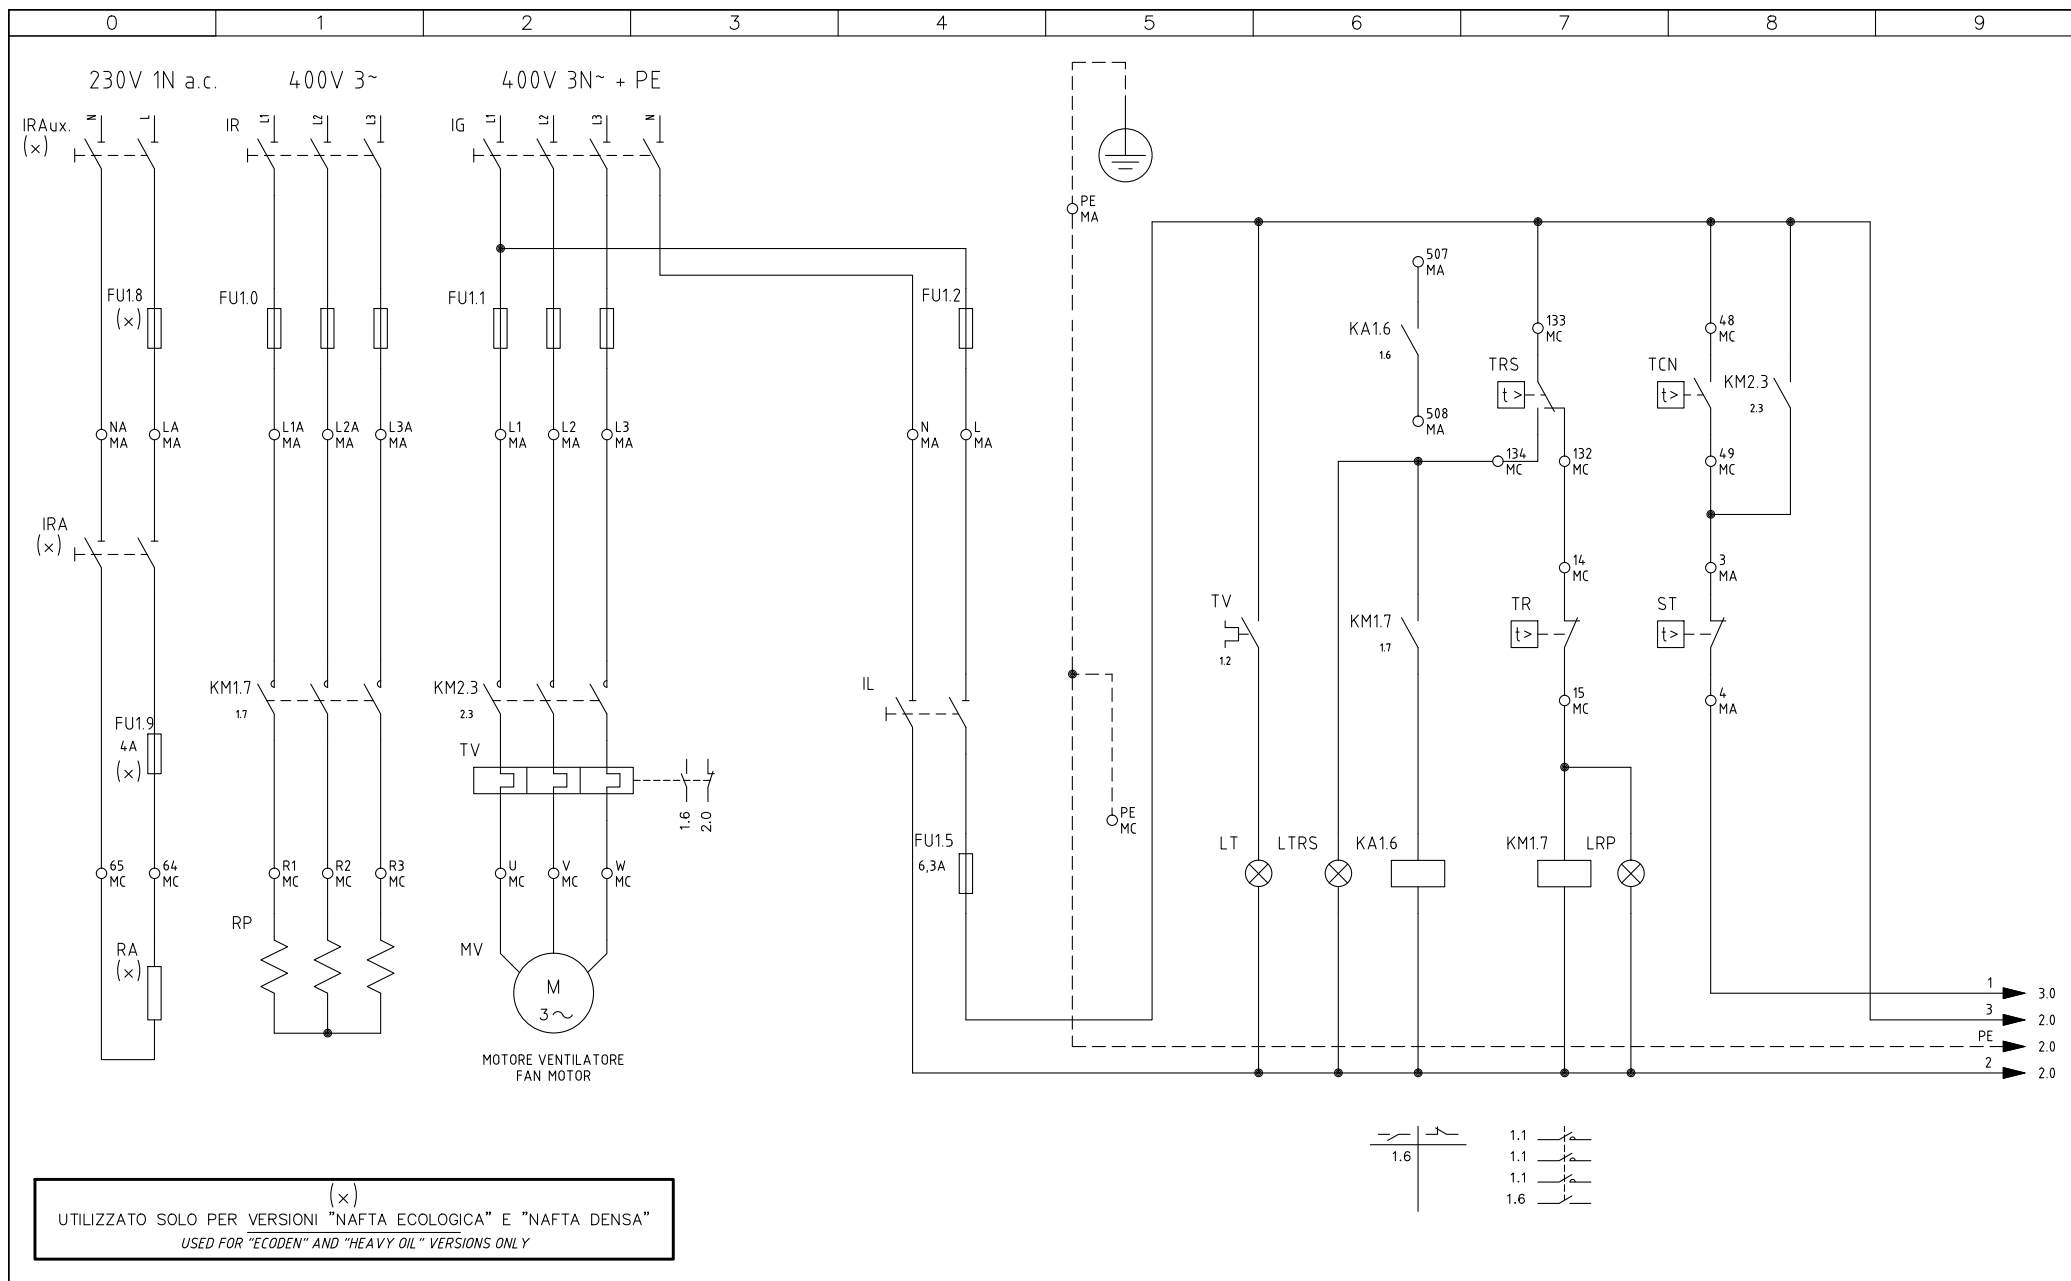 0 1 2 3 4 5 6 7 8 9
230V 1N a.c. 400V 3~ 400V 3N~ + PE
IRAux.
(x)
N L
IR
L1 L2 L3
IG
L1 L2 L3 N
PE
MA
FU1.8
(x)
FU1.0
FU1.1
FU1.2
507
MA
KA1.6
1.6
508
MA
133
MC
TRS
t>
134
MC
132
MC
48
MC
TCN
t>
KM2.3
2.3
49
MC
NA
MA
LA
MA
L1A
MA
L2A
MA
L3A
MA
L1
MA
L2
MA
L3
MA
N
MA
L
MA
IRA
(x)
14
MC
3
MA
TV
1.2
KM1.7
1.7
TR
t>
ST
t>
15
MC
4
MA
KM1.7
1.7
KM2.3
2.3
IL
FU1.9
4A
(x)
TV
1.6
2.0
PE
MC
FU1.5
6,3A
LT
LTRS
KA1.6
KM1.7
LRP
65
MC
64
MC
R1
MC
R2
MC
R3
MC
U
MC
V
MC
W
MC
RA
(x)
RP
MV
M
3~
MOTORE VENTILATORE
FAN MOTOR
1 3.0
3 2.0
PE 2.0
2 2.0
1.6
1.1
1.1
1.1
1.6
(x)
UTILIZZATO SOLO PER VERSIONI "NAFTA ECOLOGICA" E "NAFTA DENSA"
USED FOR "ECODEN" AND "HEAVY OIL" VERSIONS ONLY